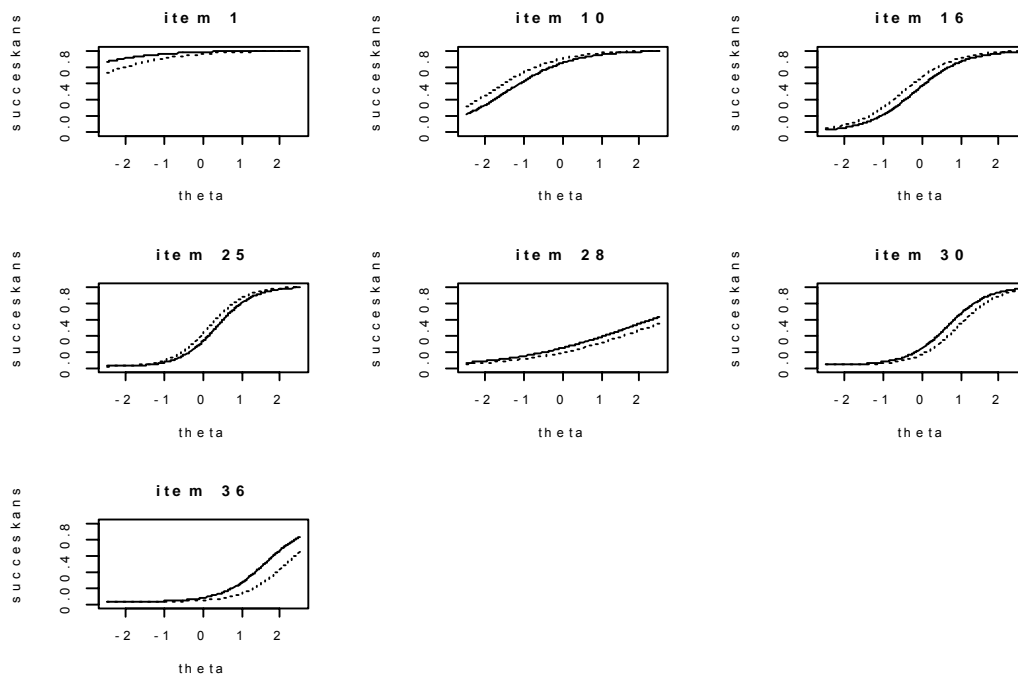 item 1
succeskans
0.0 0.4 0.8
-2 -1 0 1 2
theta
item 10
succeskans
0.0 0.4 0.8
-2 -1 0 1 2
theta
item 16
succeskans
0.0 0.4 0.8
-2 -1 0 1 2
theta
item 25
succeskans
0.0 0.4 0.8
-2 -1 0 1 2
theta
item 28
succeskans
0.0 0.4 0.8
-2 -1 0 1 2
theta
item 30
succeskans
0.0 0.4 0.8
-2 -1 0 1 2
theta
item 36
succeskans
0.0 0.4 0.8
-2 -1 0 1 2
theta